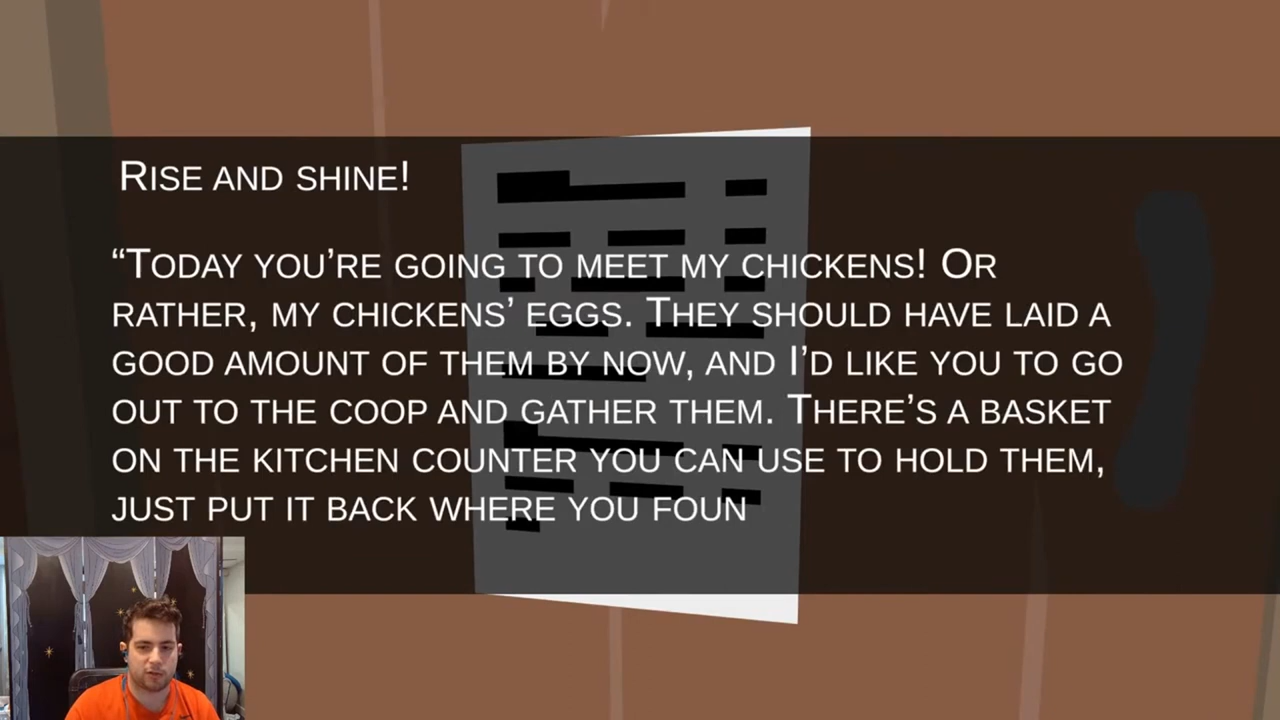 RISE AND SHINE!
“TODAY YOU’RE GOING TO MEET MY CHICKENS! OR
RATHER, MY CHICKENS’ EGGS. THEY SHOULD HAVE LAID A
GOOD AMOUNT OF THEM BY NOW, AND I’D LIKE YOU TO GO
OUT TO THE COOP AND GATHER THEM. THERE’S A BASKET
ON THE KITCHEN COUNTER YOU CAN USE TO HOLD THEM,
JUST PUT IT BACK WHERE YOU FOUN